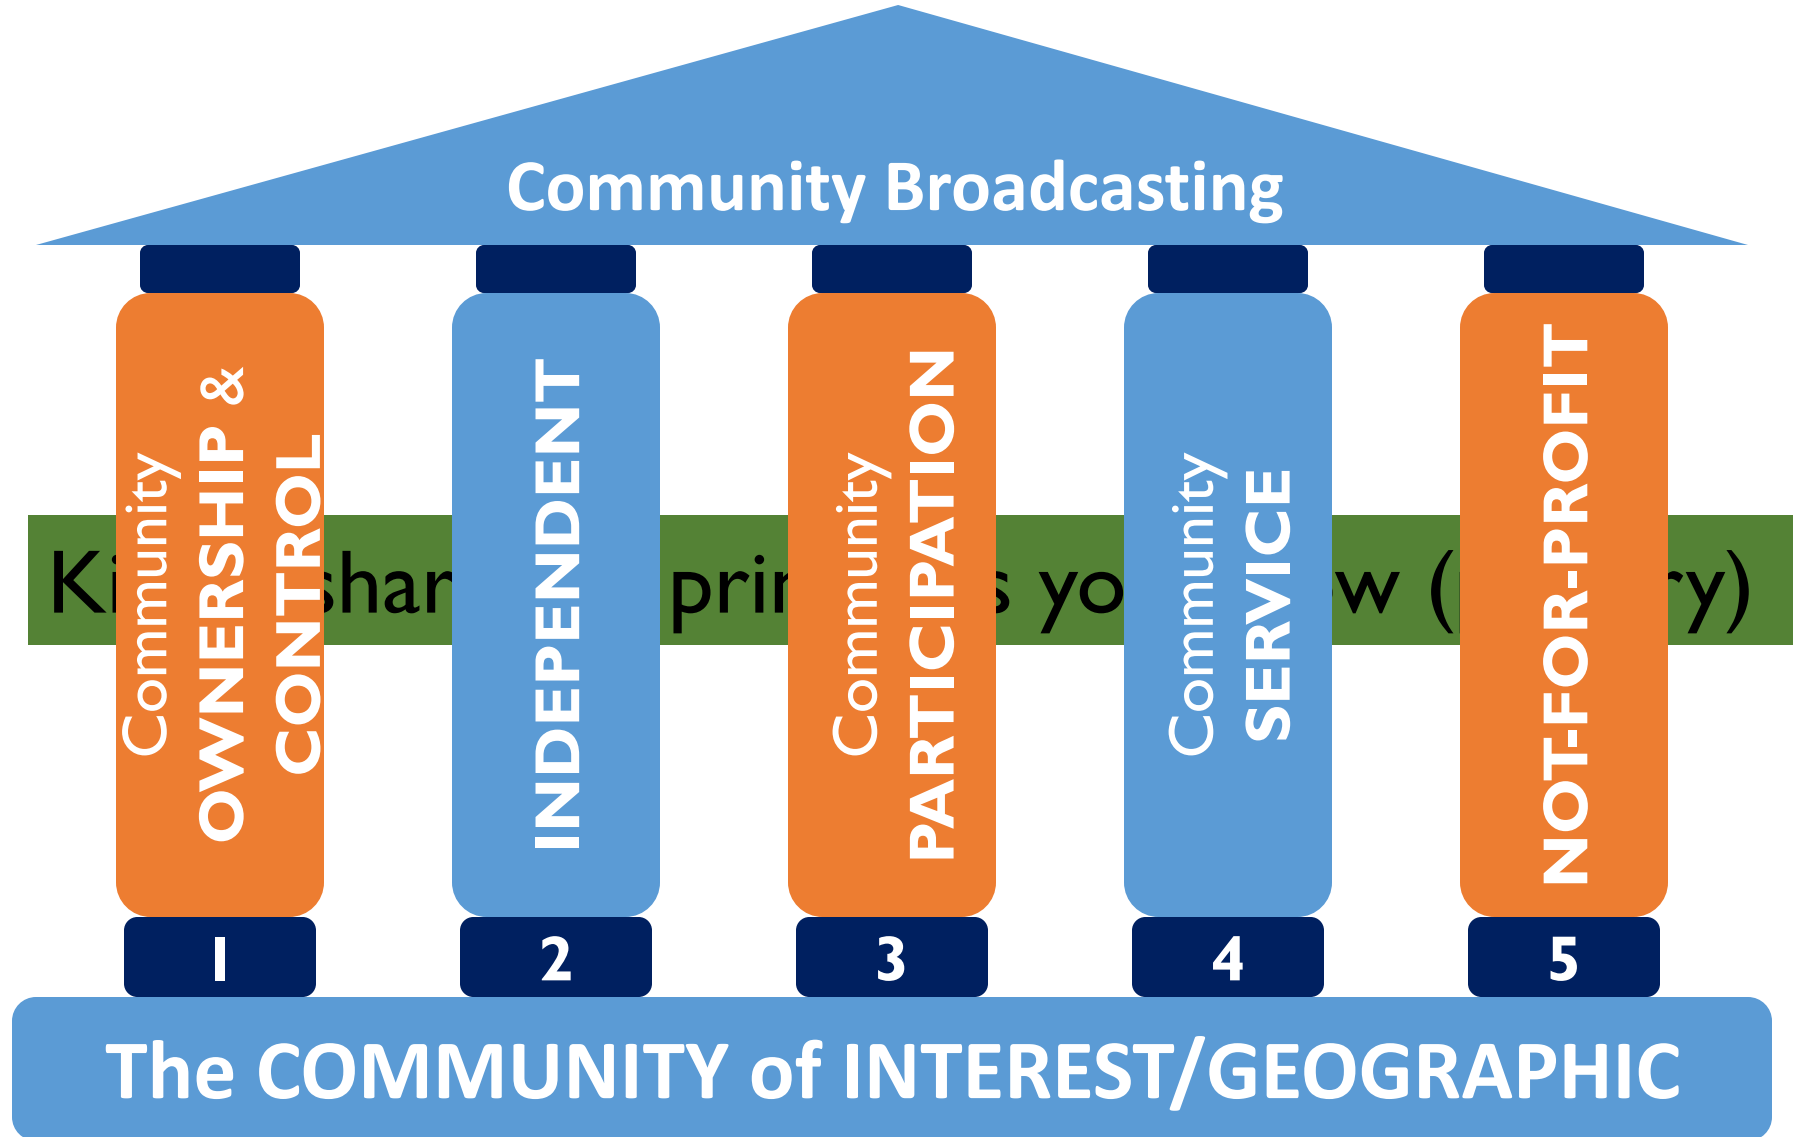 Community Broadcasting
Community
OWNERSHIP &
CONTROL
INDEPENDENT
Community
PARTICIPATION
Community
SERVICE
NOT-FOR-PROFIT
1
2
3
4
5
The COMMUNITY of INTEREST/GEOGRAPHIC